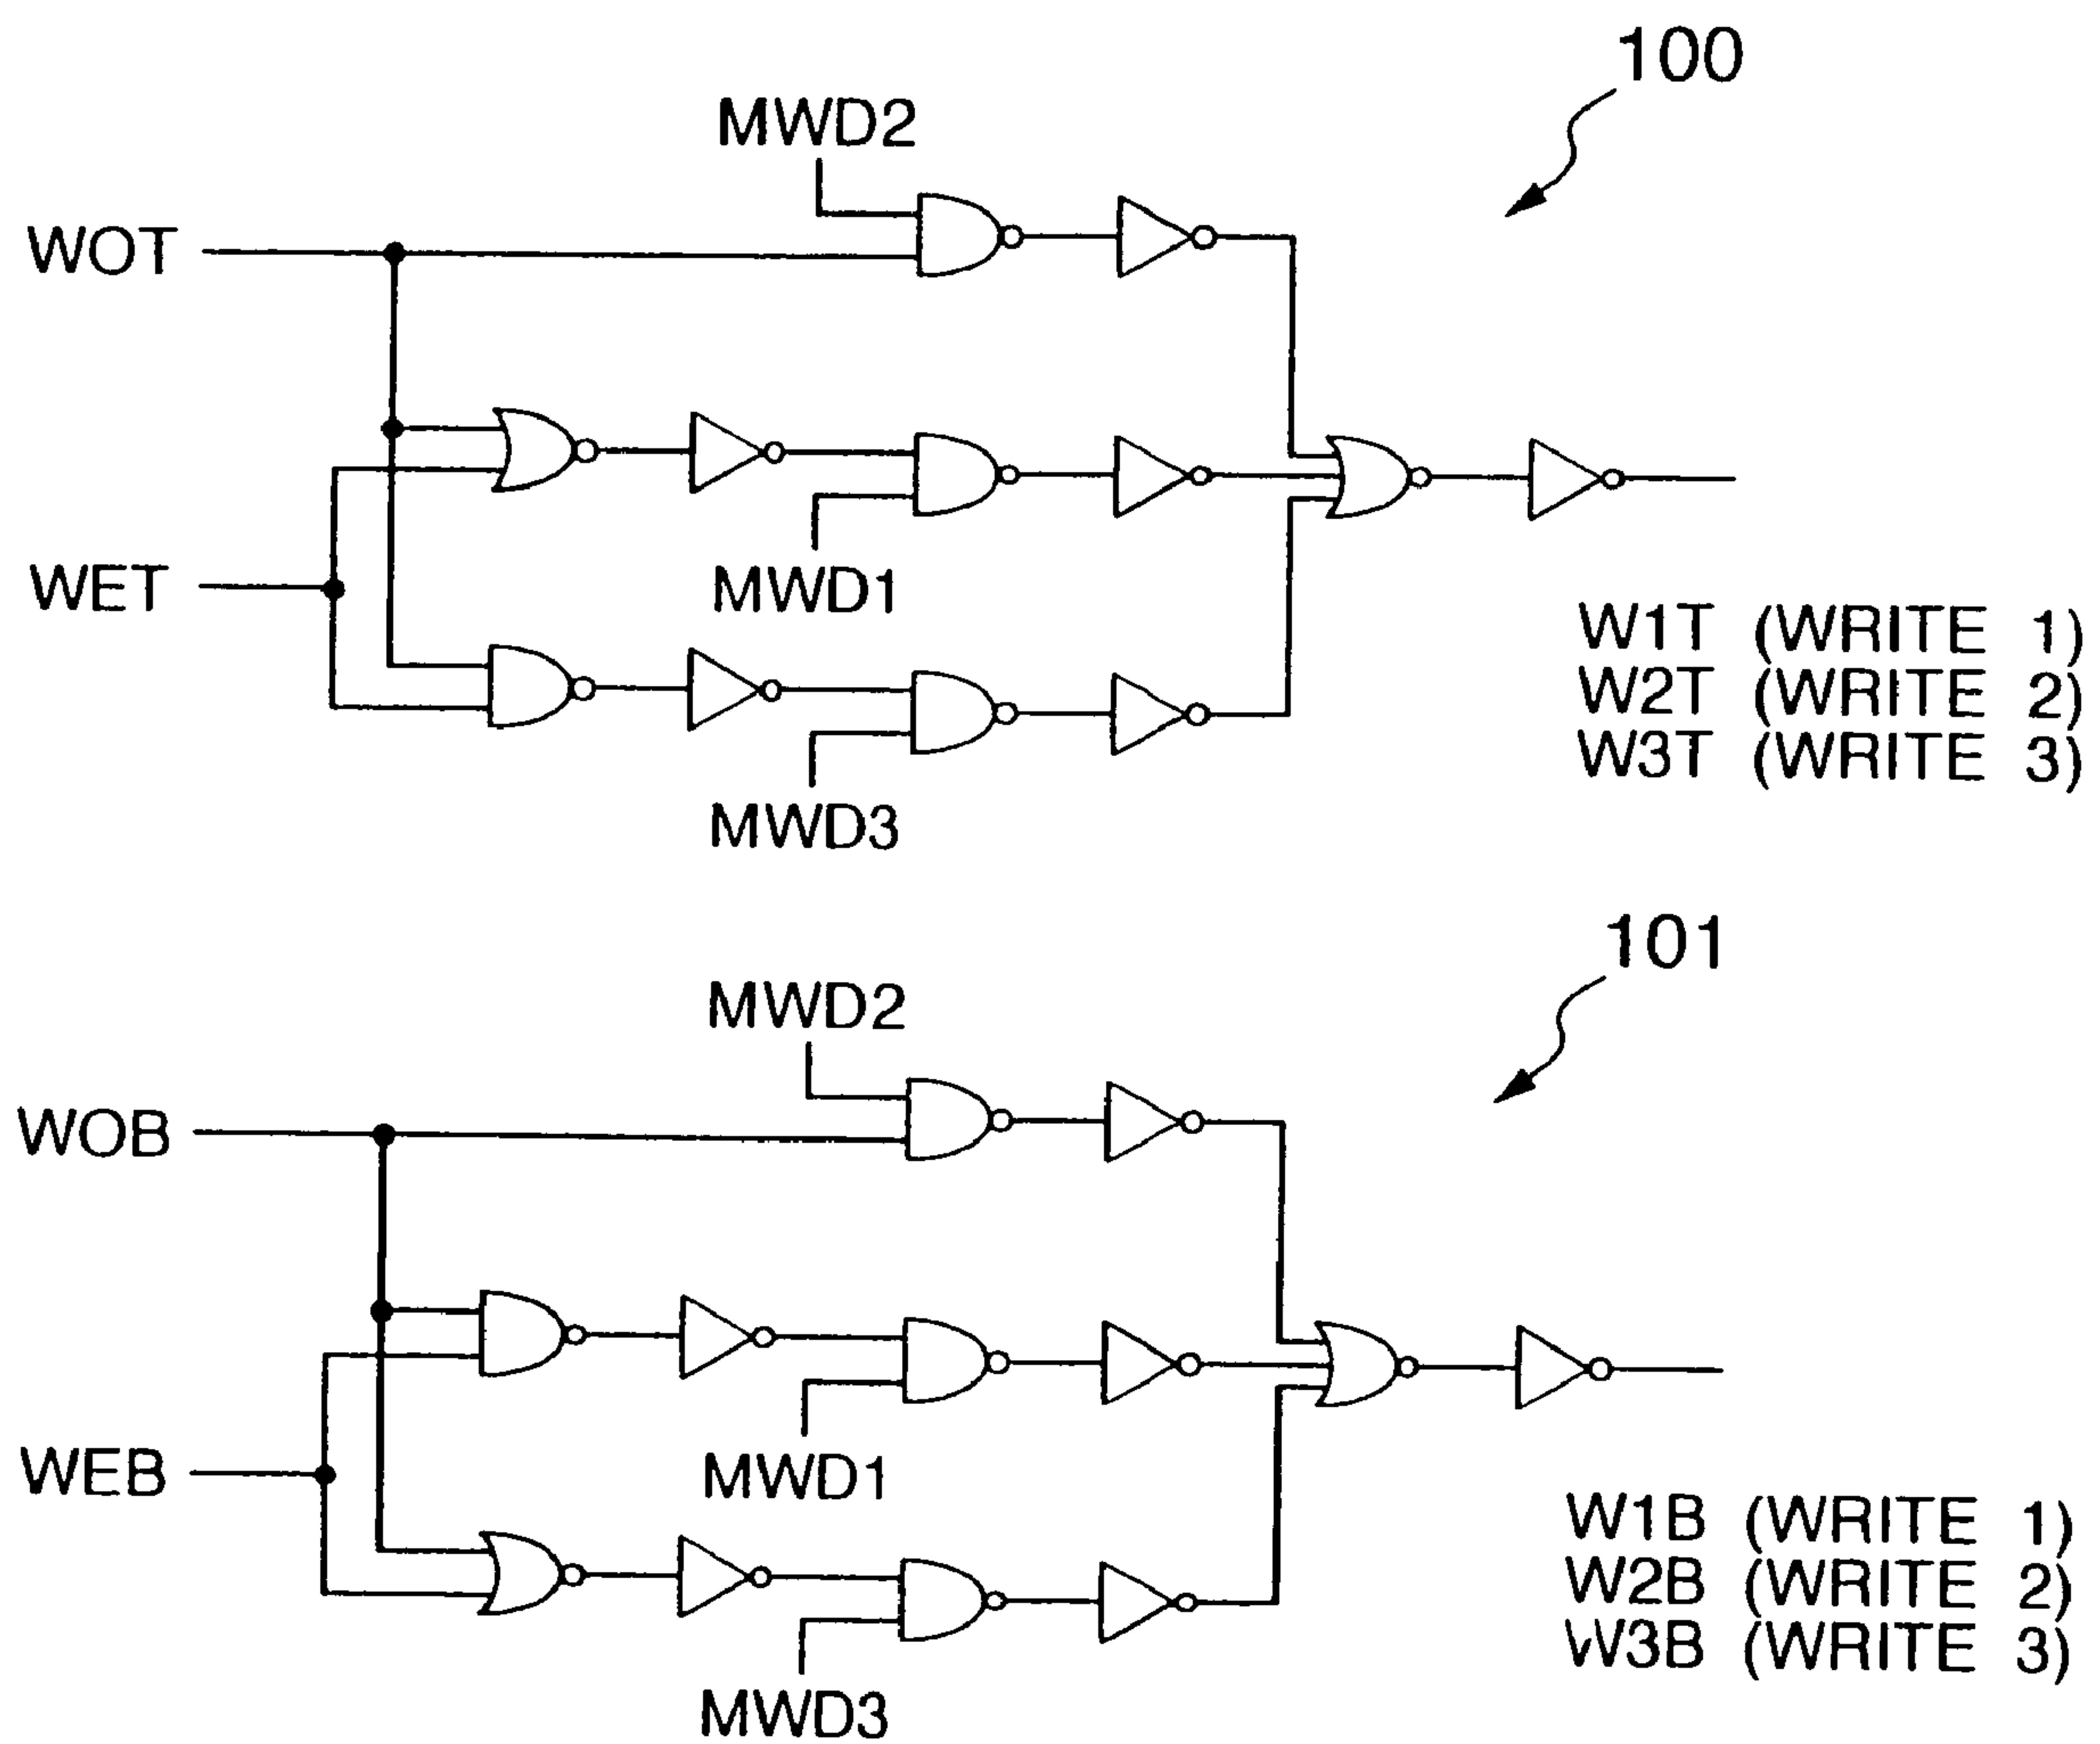 100
MWD2
WOT
MWD1
WET
W1T (WRITE 1)
W2T (WRITE 2)
W3T (WRITE 3)
MWD3
101
MWD2
WOB
MWD1
WEB
W1B (WRITE 1)
W2B (WRITE 2)
W3B (WRITE 3)
MWD3